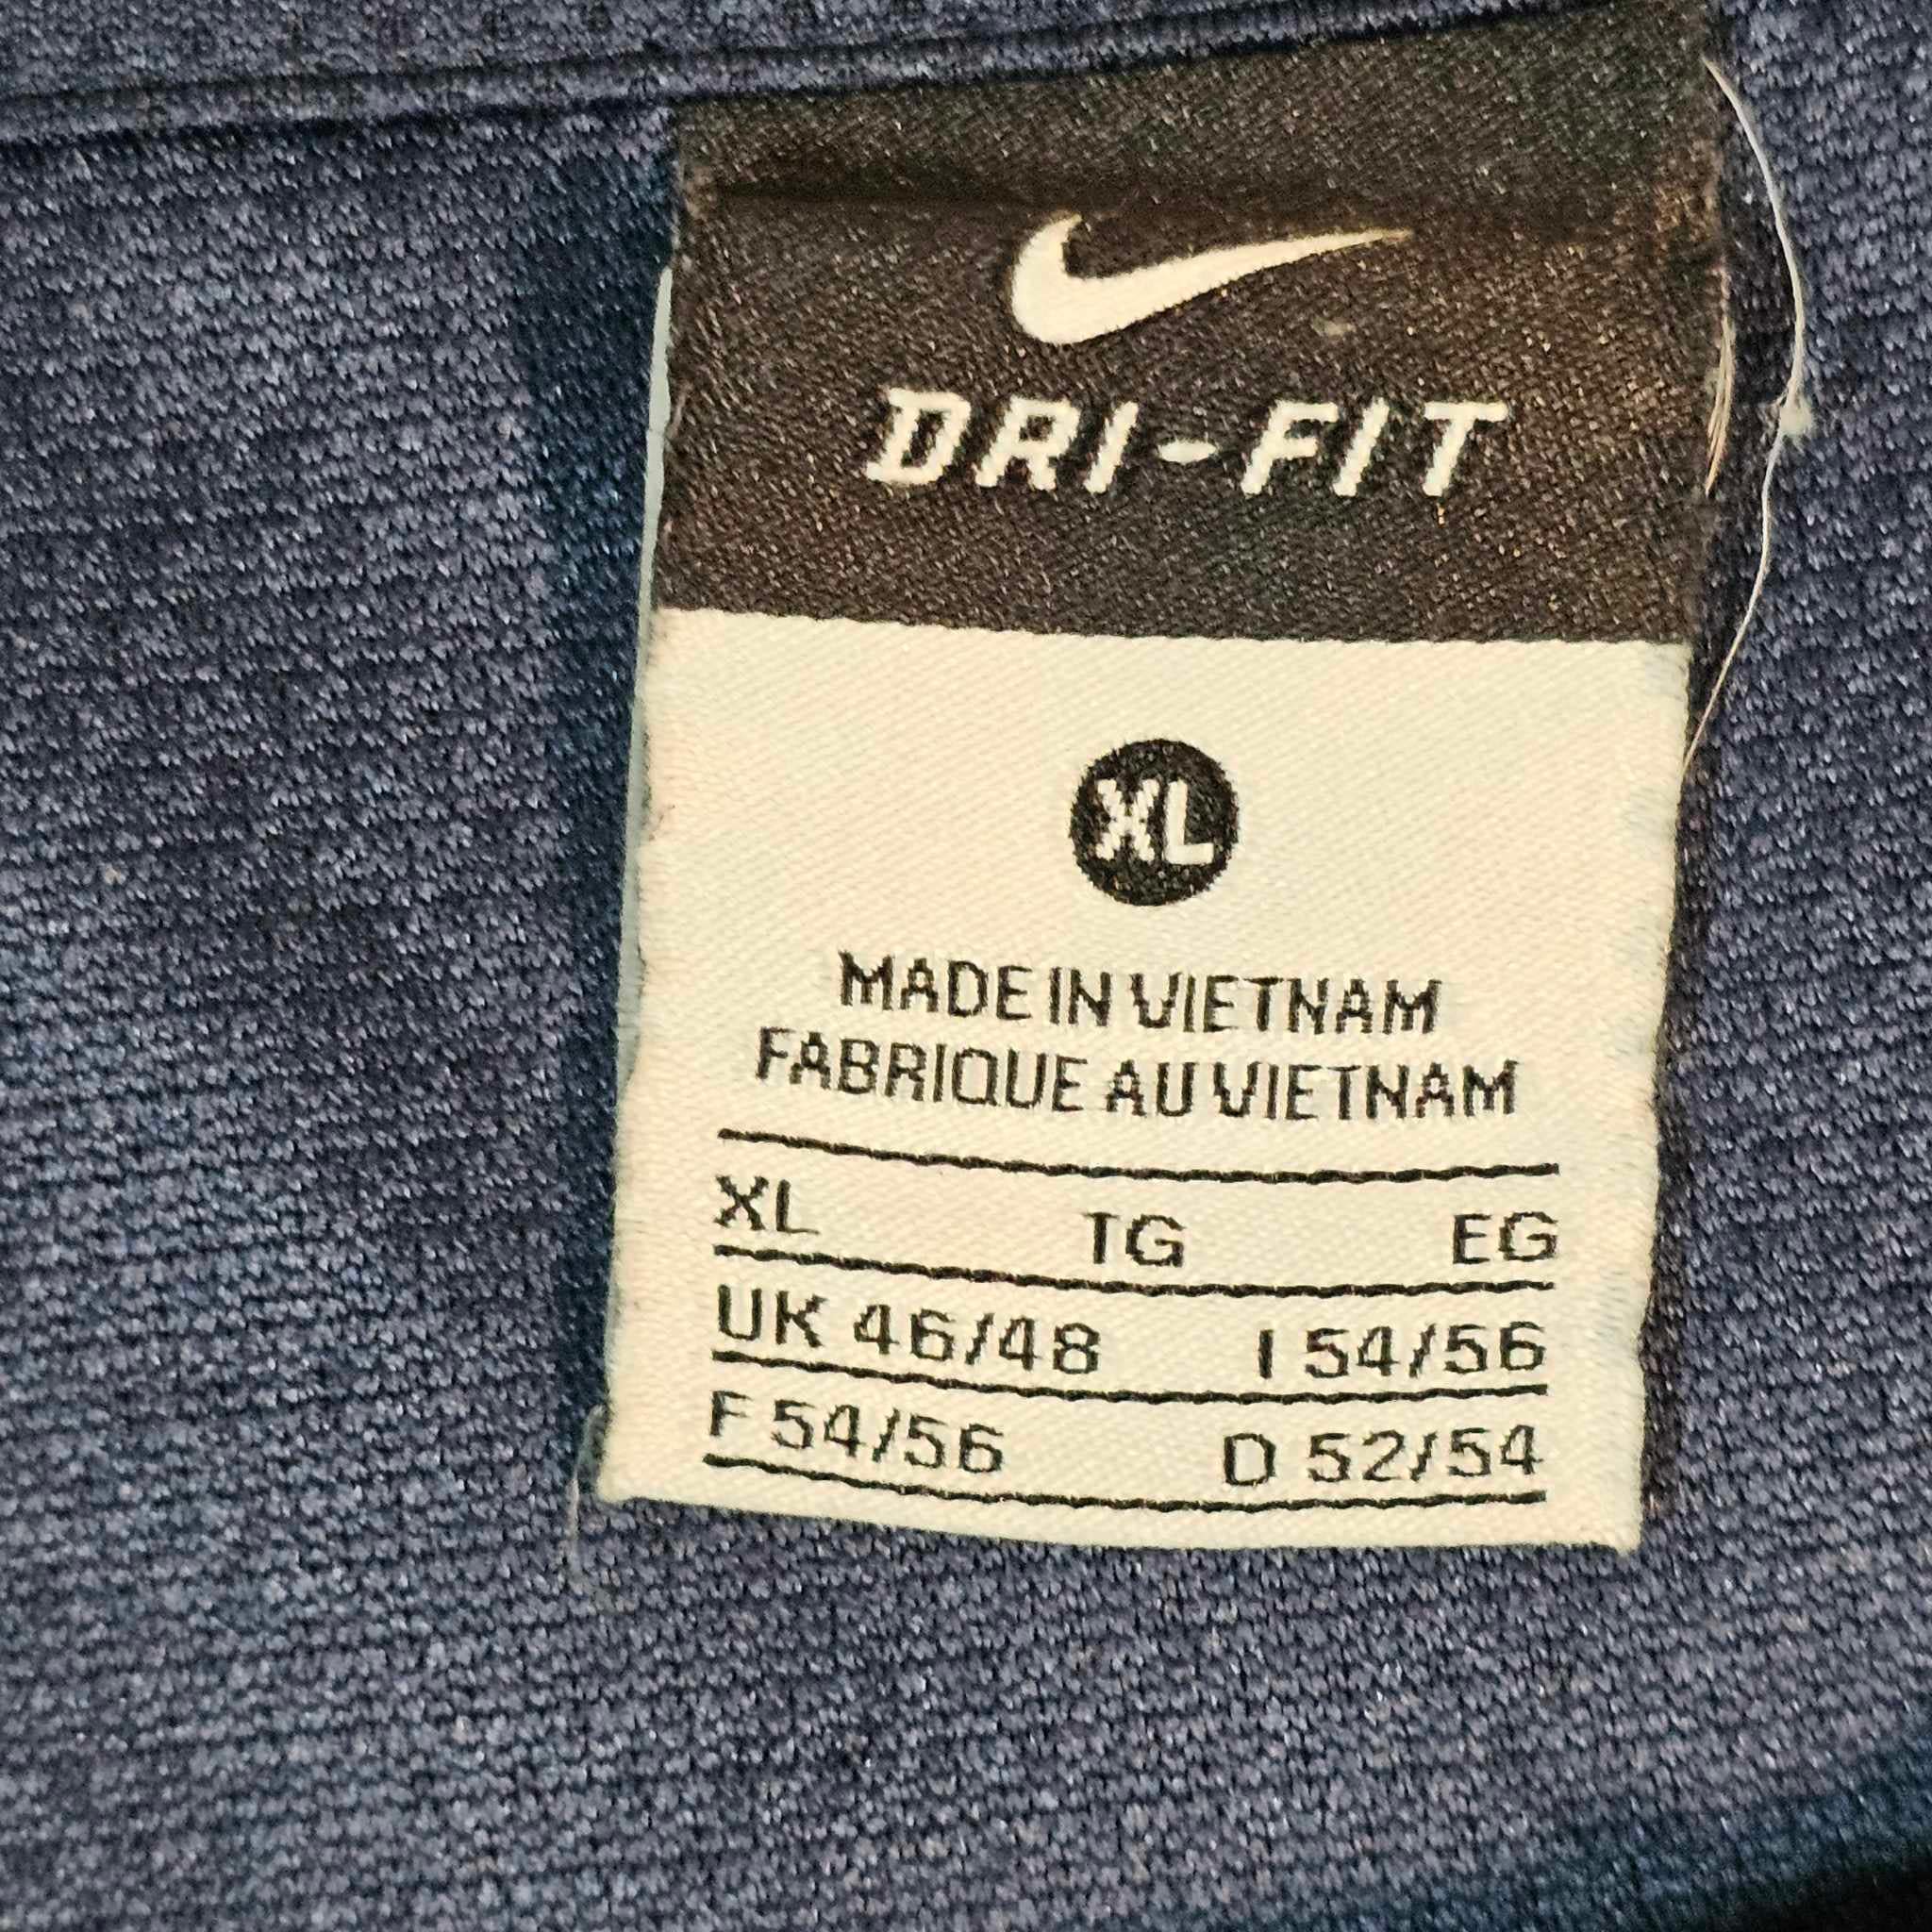 DRI-FIT
XL
MADE IN VIETNAM
FABRIQUE AU VIETNAM
XL TG EG
UK 46/48 I 54/56
F 54/56 D 52/54